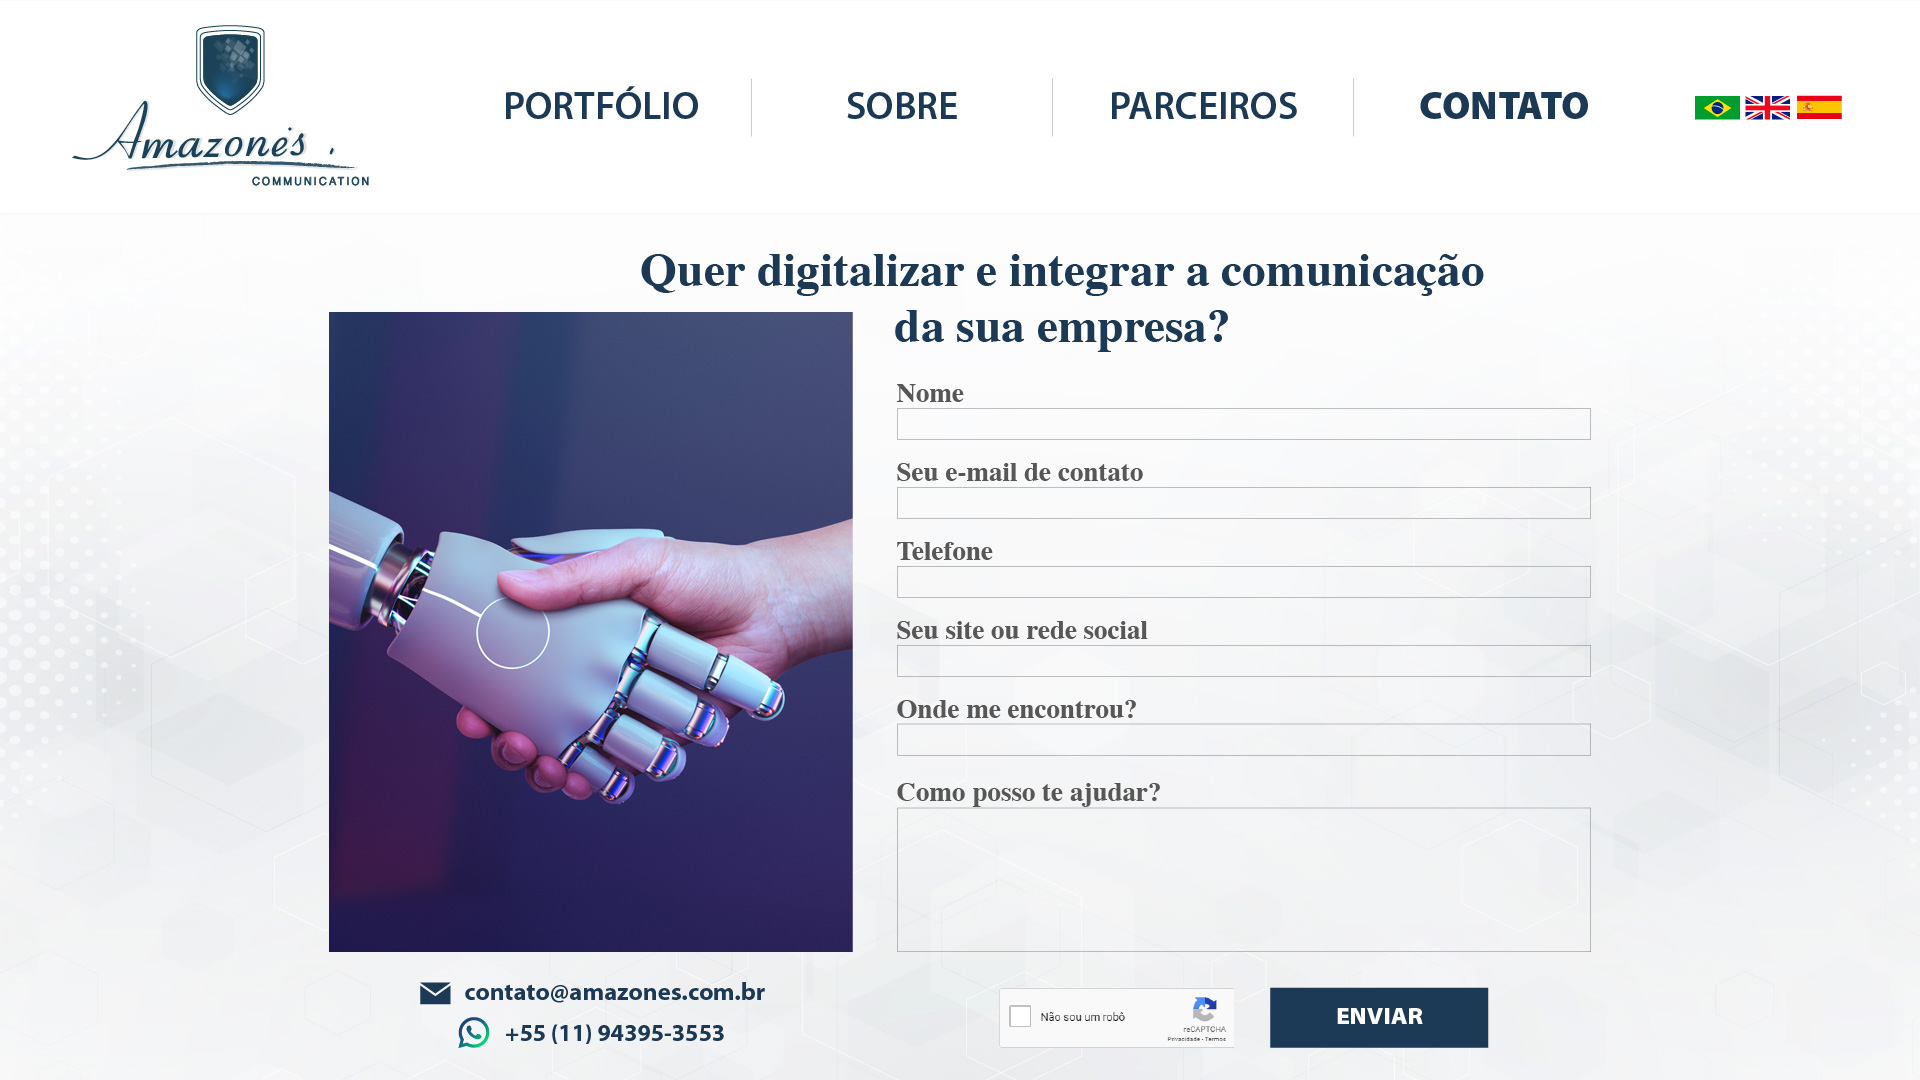 Amazone's
COMMUNICATION
PORTFÓLIO
SOBRE
PARCEIROS
CONTATO
Quer digitalizar e integrar a comunicação
da sua empresa?
Nome
Seu e-mail de contato
Telefone
Seu site ou rede social
Onde me encontrou?
Como posso te ajudar?
contato@amazones.com.br
+55 (11) 94395-3553
Não sou um robô
reCAPTCHA
Privacidade - Termos
ENVIAR